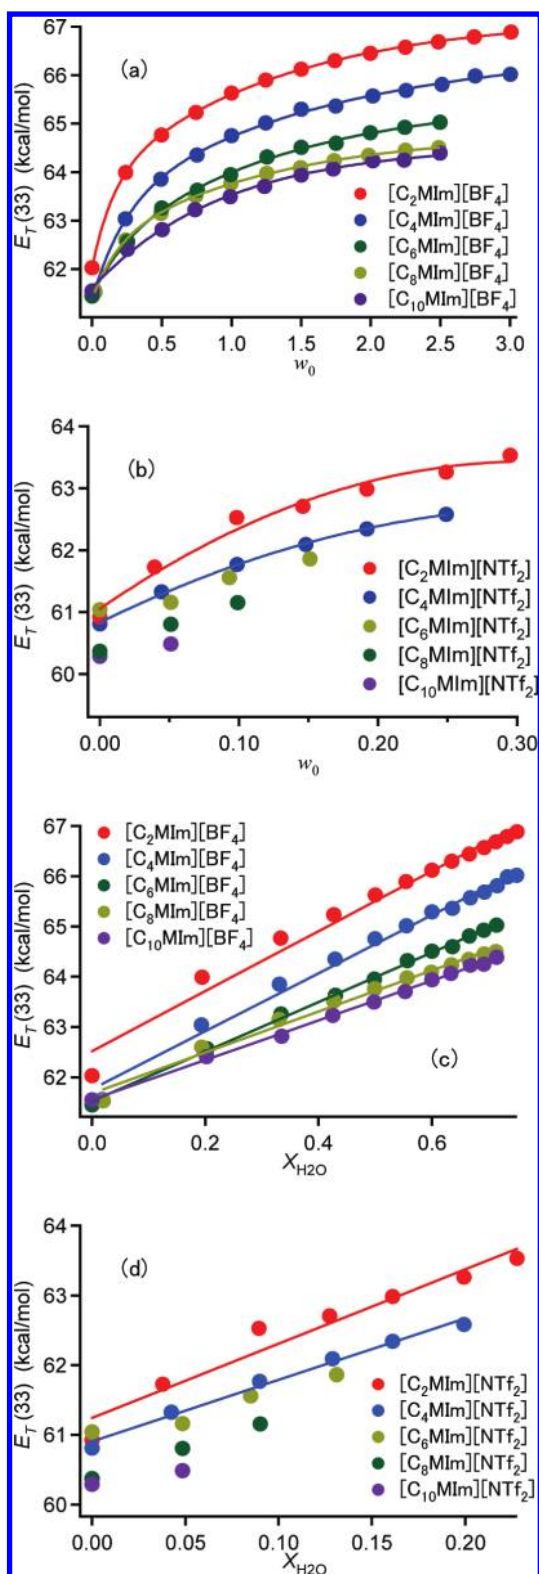 (a)
E_T(33) (kcal/mol)
67
66
65
64
63
62
[C₂MIm][BF₄]
[C₄MIm][BF₄]
[C₆MIm][BF₄]
[C₈MIm][BF₄]
[C₁₀MIm][BF₄]
0.0 0.5 1.0 1.5 2.0 2.5 3.0
w₀
(b)
E_T(33) (kcal/mol)
64
63
62
61
60
[C₂MIm][NTf₂]
[C₄MIm][NTf₂]
[C₆MIm][NTf₂]
[C₈MIm][NTf₂]
[C₁₀MIm][NTf₂]
0.00 0.10 0.20 0.30
w₀
E_T(33) (kcal/mol)
67
66
65
64
63
62
[C₂MIm][BF₄]
[C₄MIm][BF₄]
[C₆MIm][BF₄]
[C₈MIm][BF₄]
[C₁₀MIm][BF₄]
(c)
0.0 0.2 0.4 0.6
X_H2O
(d)
E_T(33) (kcal/mol)
64
63
62
61
60
[C₂MIm][NTf₂]
[C₄MIm][NTf₂]
[C₆MIm][NTf₂]
[C₈MIm][NTf₂]
[C₁₀MIm][NTf₂]
0.00 0.05 0.10 0.15 0.20
X_H2O